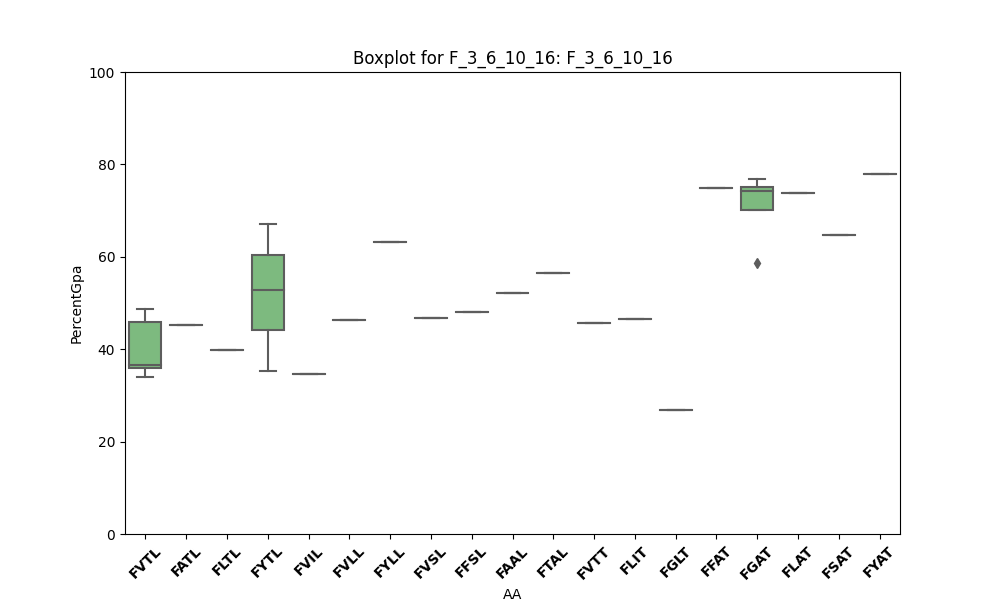 Boxplot for F_3_6_10_16: F_3_6_10_16
100
80
60
40
20
0
PercentGpa
FVTL FATL FLTL FYTL FVIL FVLL FYLL FVSL FFSL FAAL FTAL FVTT FLIT FGLT FFAT FGAT FLAT FSAT FYAT
AA